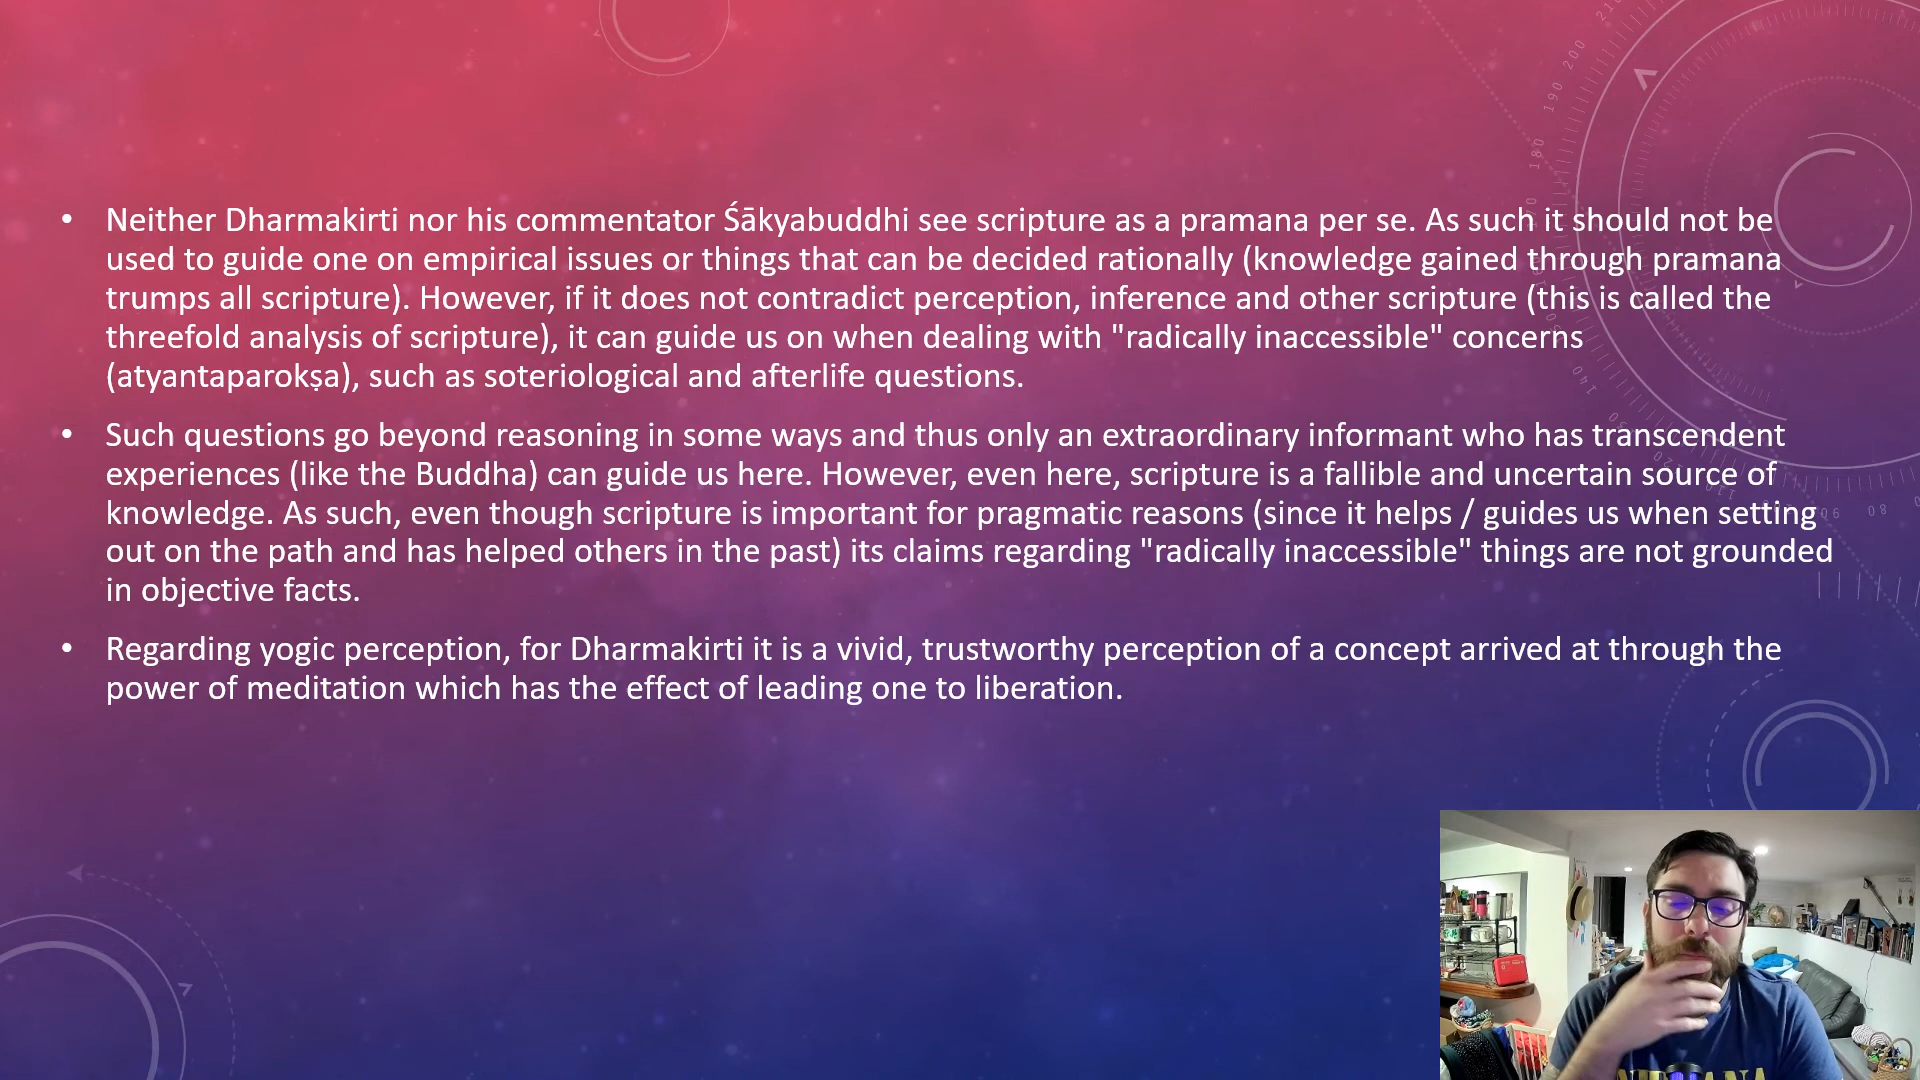 • Neither Dharmakirti nor his commentator Śākyabuddhi see scripture as a pramana per se. As such it should not be
used to guide one on empirical issues or things that can be decided rationally (knowledge gained through pramana
trumps all scripture). However, if it does not contradict perception, inference and other scripture (this is called the
threefold analysis of scripture), it can guide us on when dealing with "radically inaccessible" concerns
(atyantaparokṣa), such as soteriological and afterlife questions.
• Such questions go beyond reasoning in some ways and thus only an extraordinary informant who has transcendent
experiences (like the Buddha) can guide us here. However, even here, scripture is a fallible and uncertain source of
knowledge. As such, even though scripture is important for pragmatic reasons (since it helps / guides us when setting
out on the path and has helped others in the past) its claims regarding "radically inaccessible" things are not grounded
in objective facts.
• Regarding yogic perception, for Dharmakirti it is a vivid, trustworthy perception of a concept arrived at through the
power of meditation which has the effect of leading one to liberation.
210
200
190
180
140
80
NIRVANA